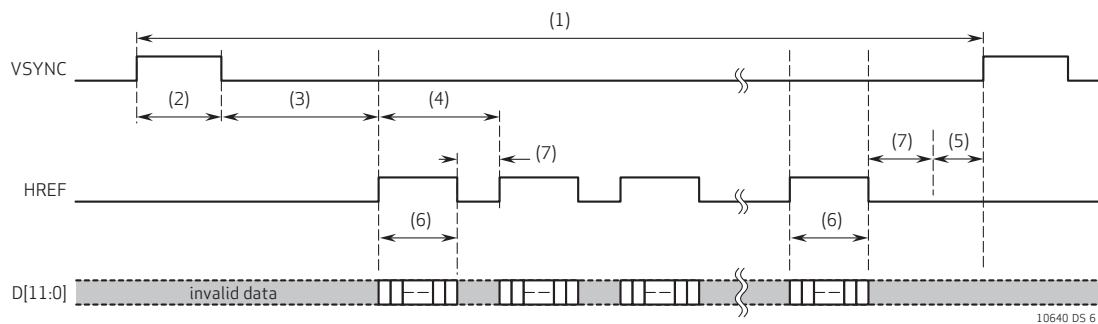 (1)
VSYNC
(2) (3) (4)
(7) (7) (5)
HREF
(6) (6)
D[11:0] invalid data
10640 DS 6